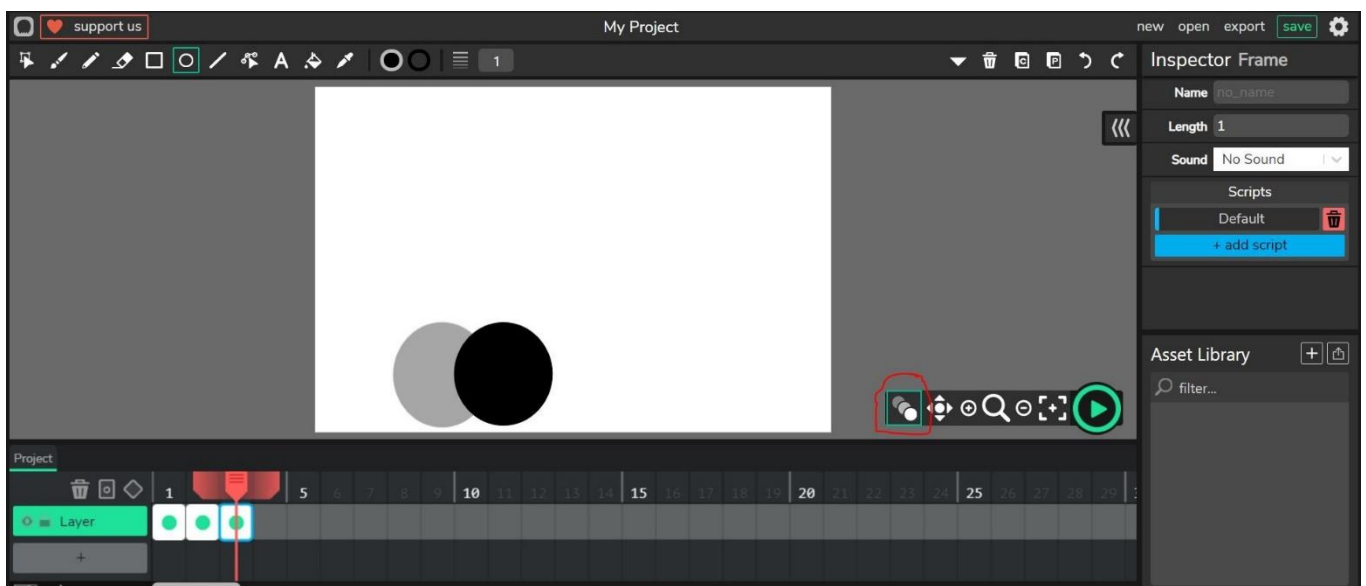 support us My Project new open export save
A 1 C P Inspector Frame
Name no_name
Length 1
Sound No Sound
Scripts
Default
+ add script
Asset Library
filter...
Project
1 5 6 7 8 9 10 11 12 13 14 15 16 17 18 19 20 21 22 23 24 25 26 27 28 29
Layer
+